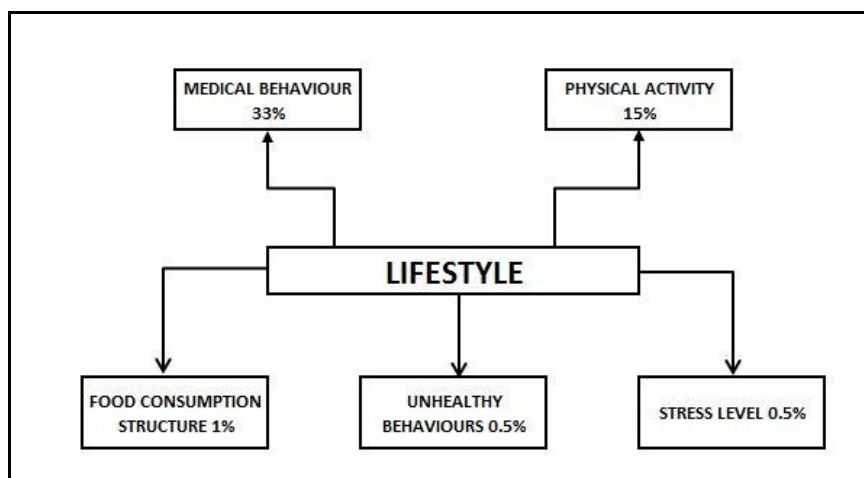 MEDICAL BEHAVIOUR
33%
PHYSICAL ACTIVITY
15%
LIFESTYLE
FOOD CONSUMPTION
STRUCTURE 1%
UNHEALTHY
BEHAVIOURS 0.5%
STRESS LEVEL 0.5%